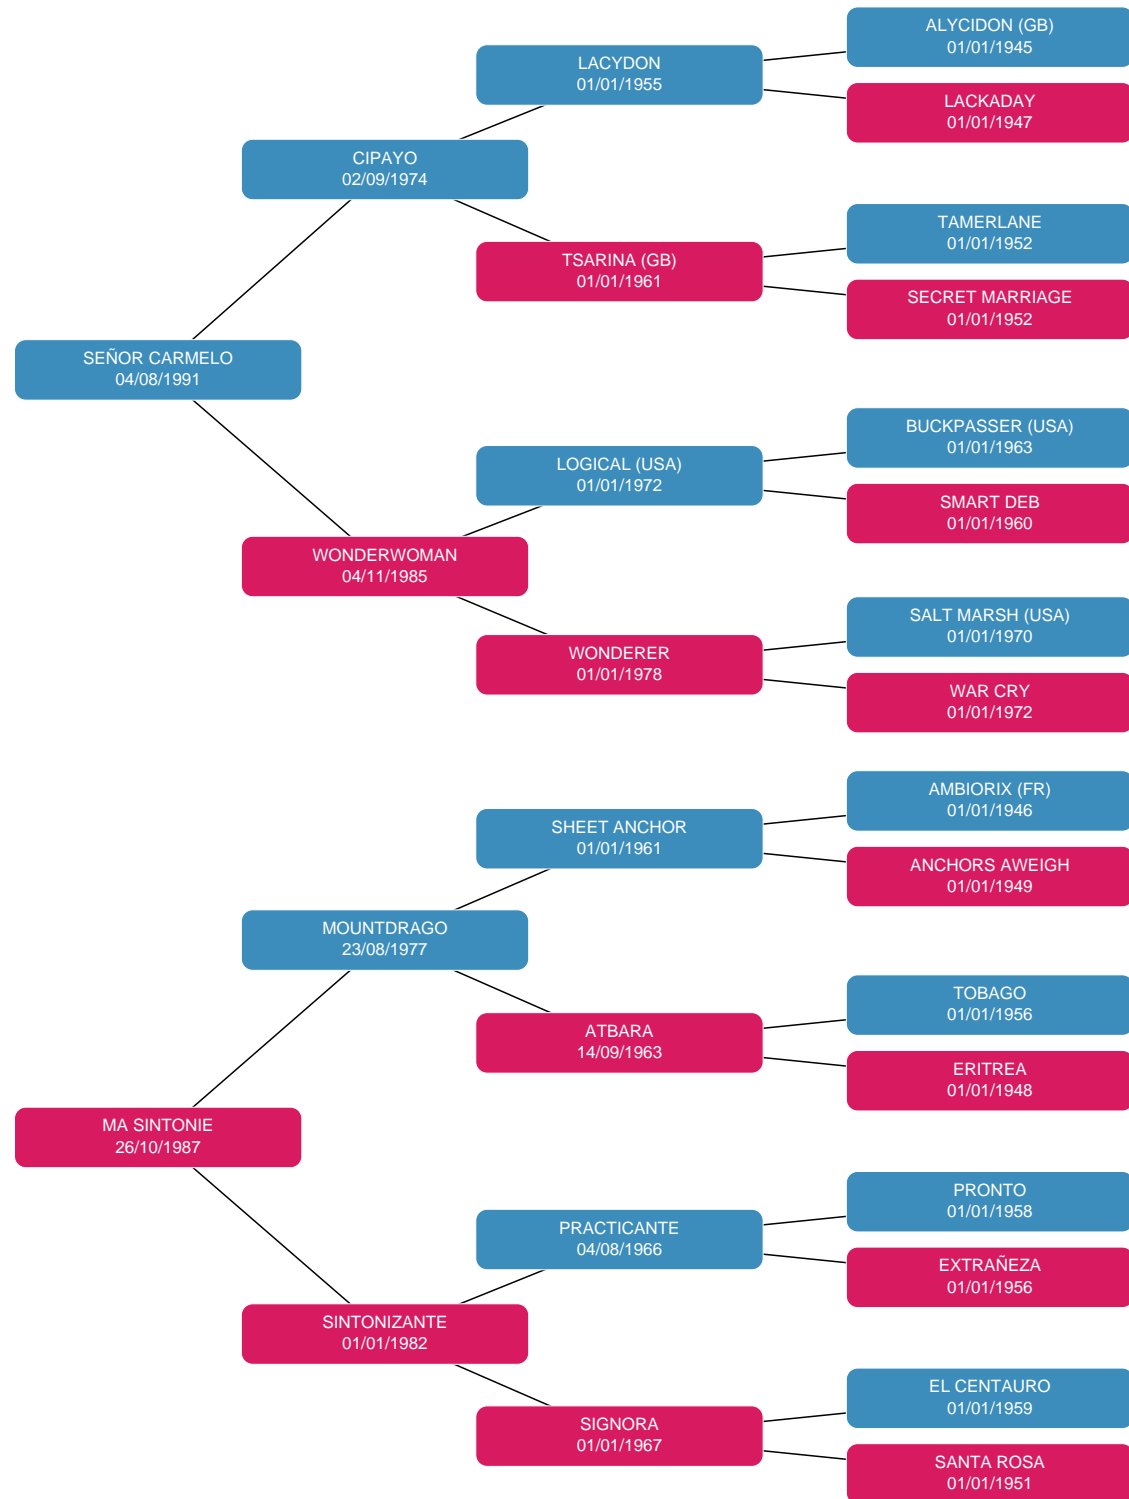 ALYCIDON (GB)
01/01/1945
LACYDON
01/01/1955
LACKADAY
01/01/1947
CIPAYO
02/09/1974
TAMERLANE
01/01/1952
TSARINA (GB)
01/01/1961
SECRET MARRIAGE
01/01/1952
SEÑOR CARMELO
04/08/1991
BUCKPASSER (USA)
01/01/1963
LOGICAL (USA)
01/01/1972
SMART DEB
01/01/1960
WONDERWOMAN
04/11/1985
SALT MARSH (USA)
01/01/1970
WONDERER
01/01/1978
WAR CRY
01/01/1972
AMBIORIX (FR)
01/01/1946
SHEET ANCHOR
01/01/1961
ANCHORS AWEIGH
01/01/1949
MOUNTDRAGO
23/08/1977
TOBAGO
01/01/1956
ATBARA
14/09/1963
ERITREA
01/01/1948
MA SINTONIE
26/10/1987
PRONTO
01/01/1958
PRACTICANTE
04/08/1966
EXTRAÑEZA
01/01/1956
SINTONIZANTE
01/01/1982
EL CENTAURO
01/01/1959
SIGNORA
01/01/1967
SANTA ROSA
01/01/1951